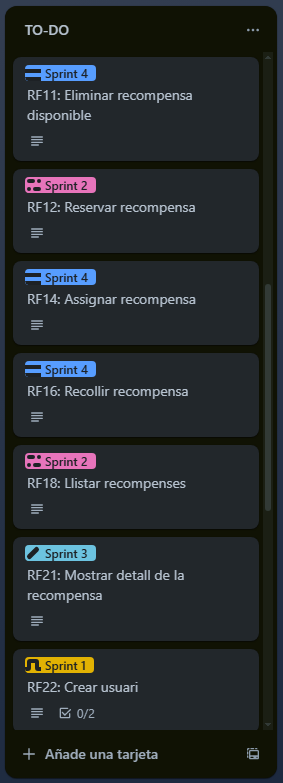 TO-DO
Sprint 4
RF11: Eliminar recompensa
disponible
Sprint 2
RF12: Reservar recompensa
Sprint 4
RF14: Assignar recompensa
Sprint 4
RF16: Recollir recompensa
Sprint 2
RF18: Llistar recompenses
Sprint 3
RF21: Mostrar detall de la
recompensa
Sprint 1
RF22: Crear usuari
0/2
Añade una tarjeta